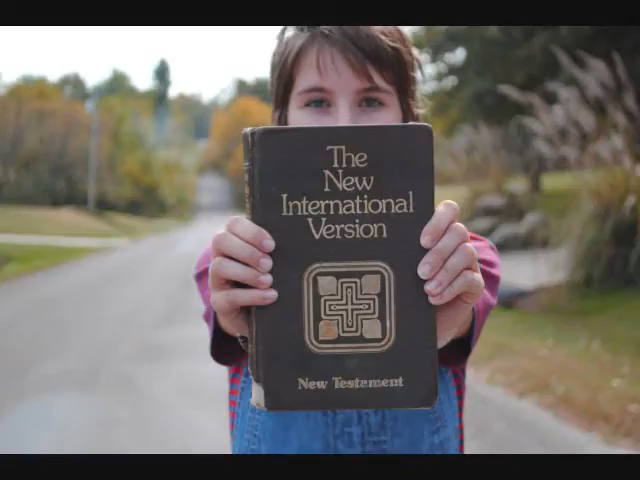 The
New
International
Version
New Testament